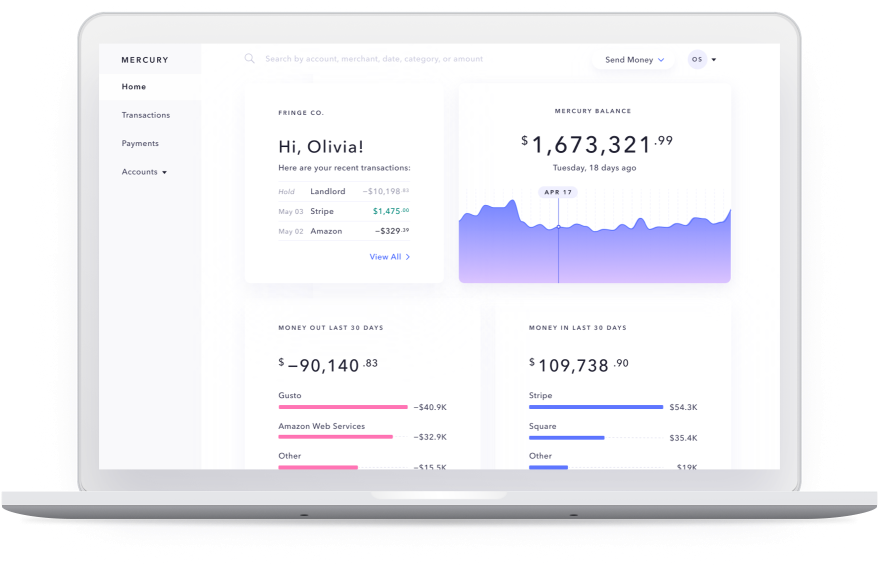 MERCURY
Search by account, merchant, date, category, or amount
Send Money
OS
Home
Transactions
Payments
Accounts
FRINGE CO.
Hi, Olivia!
Here are your recent transactions:
Hold Landlord −$10,198.83
May 03 Stripe $1,475.00
May 02 Amazon −$329.39
View All
MERCURY BALANCE
$1,673,321.99
Tuesday, 18 days ago
APR 17
MONEY OUT LAST 30 DAYS
$−90,140.83
Gusto
−$40.9K
Amazon Web Services
−$32.9K
Other
−$15.5K
MONEY IN LAST 30 DAYS
$109,738.90
Stripe
$54.3K
Square
$35.4K
Other
$19K